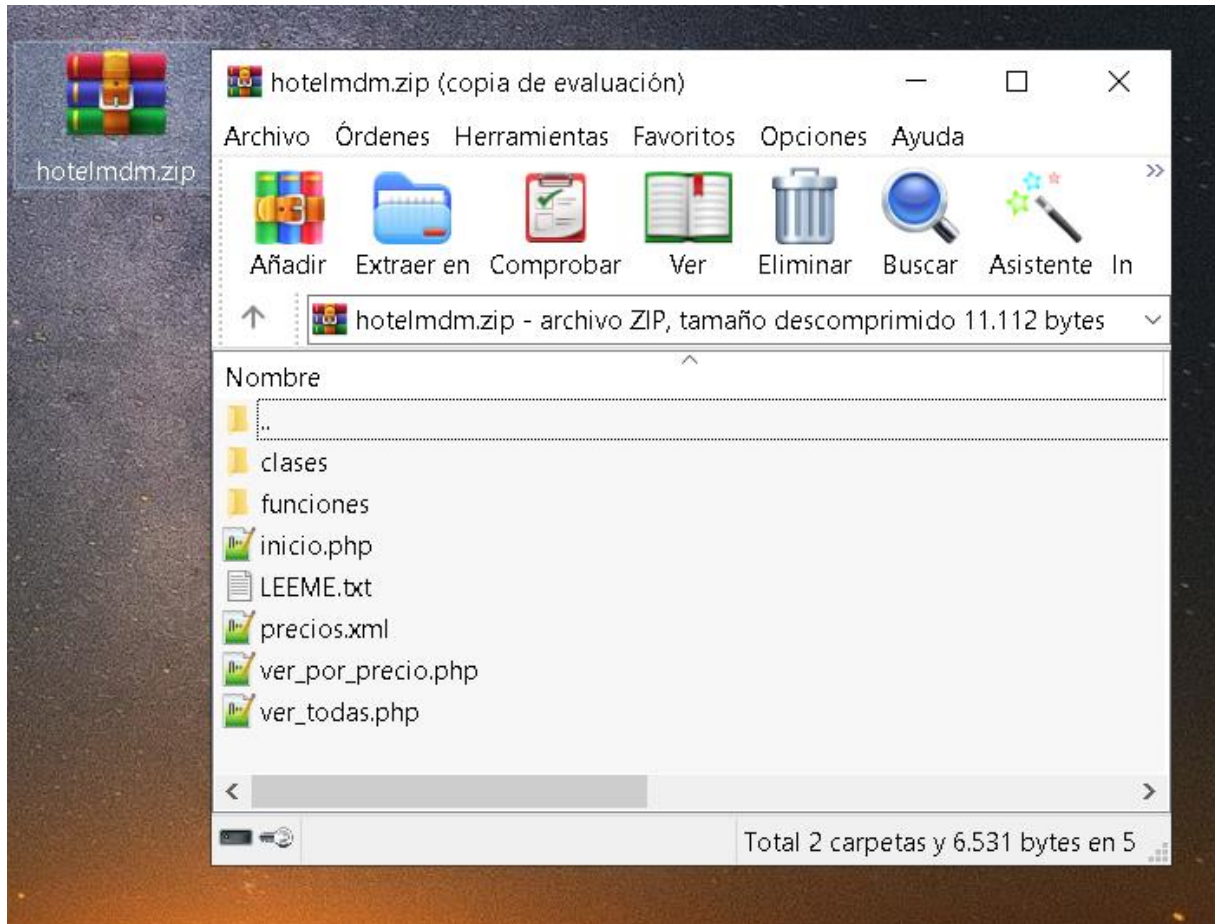 hotelmdm.zip
hotelmdm.zip (copia de evaluación)
Archivo Órdenes Herramientas Favoritos Opciones Ayuda
Añadir Extraer en Comprobar Ver Eliminar Buscar Asistente In
hotelmdm.zip - archivo ZIP, tamaño descomprimido 11.112 bytes
Nombre
..
clases
funciones
inicio.php
LEEME.txt
precios.xml
ver_por_precio.php
ver_todas.php
Total 2 carpetas y 6.531 bytes en 5